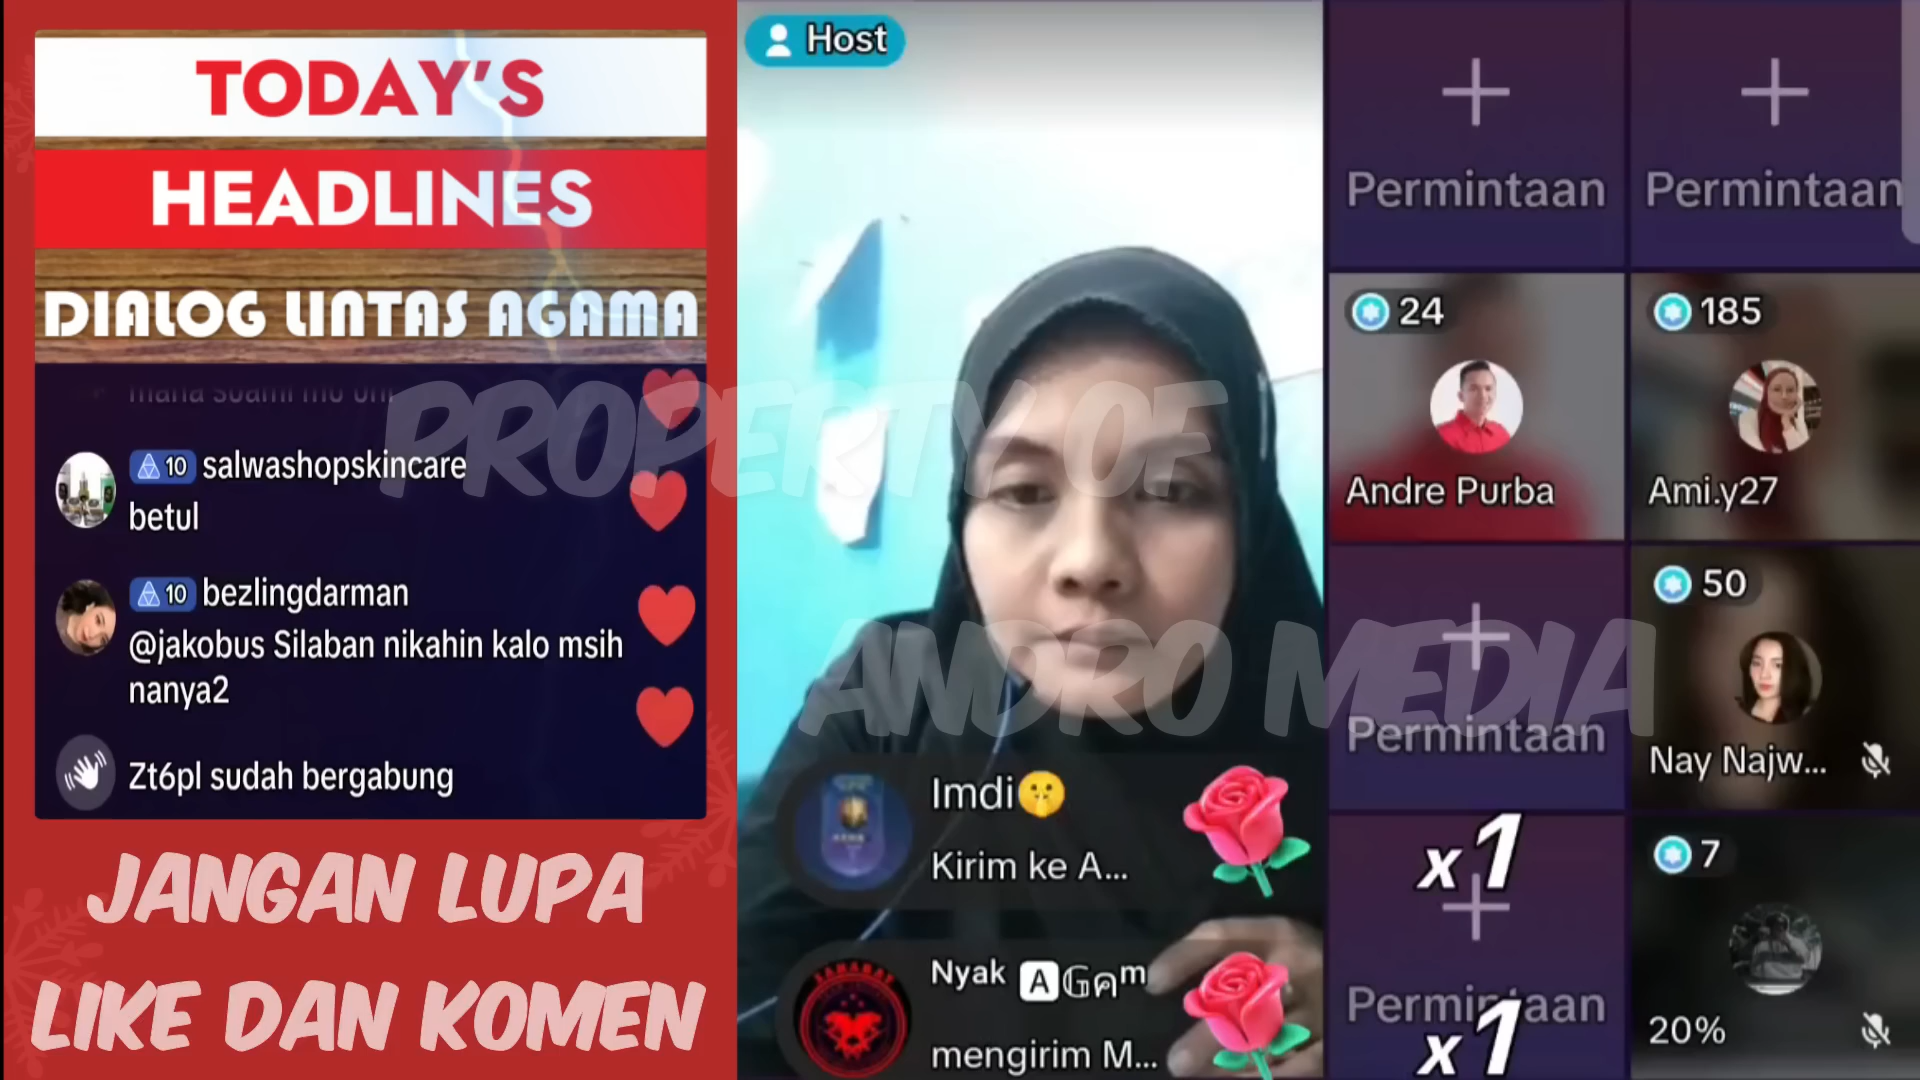 TODAY'S
HEADLINES
DIALOG LINTAS AGAMA
10 salwashopskincare
betul
10 bezlingdarman
@jakobus Silaban nikahin kalo msih
nanya2
Zt6pl sudah bergabung
JANGAN LUPA
LIKE DAN KOMEN
Host
PROPERTY OF
ANDRO MEDIA
Imdi🤫
Kirim ke A...
x1
Nyak
mengirim M...
x1
Permintaan
Permintaan
24
Andre Purba
185
Ami.y27
Permintaan
50
Nay Najw...
Permintaan
7
20%